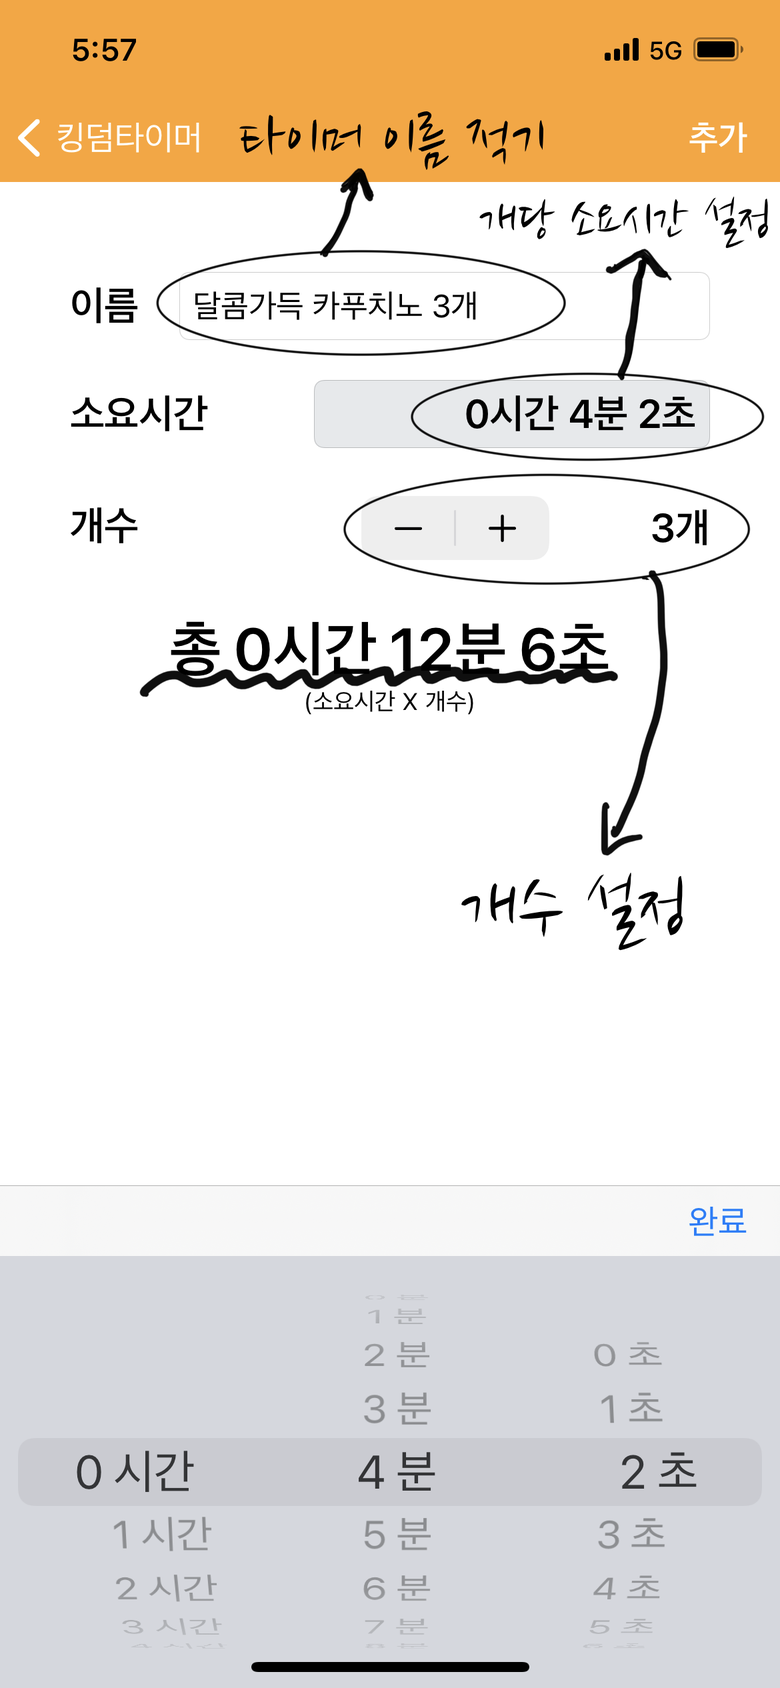 5:57 5G
킹덤타이머 타이머 이름 적기 추가
개당 소요시간 설정
이름 달콤가득 카푸치노 3개
소요시간 0시간 4분 2초
개수 − + 3개
총 0시간 12분 6초
(소요시간 X 개수)
개수 설정
완료
1 분
2 분 0 초
3 분 1 초
0 시간 4 분 2 초
1 시간 5 분 3 초
2 시간 6 분 4 초
3 시간 7 분 5 초